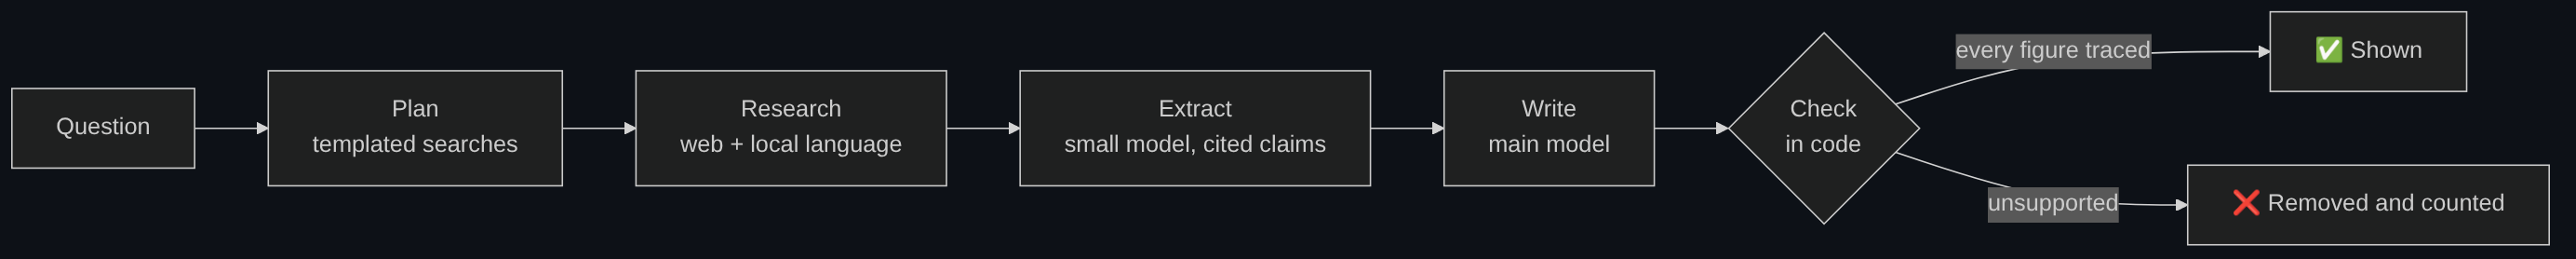 Question
Plan
templated searches
Research
web + local language
Extract
small model, cited claims
Write
main model
Check
in code
every figure traced
✅ Shown
unsupported
❌ Removed and counted